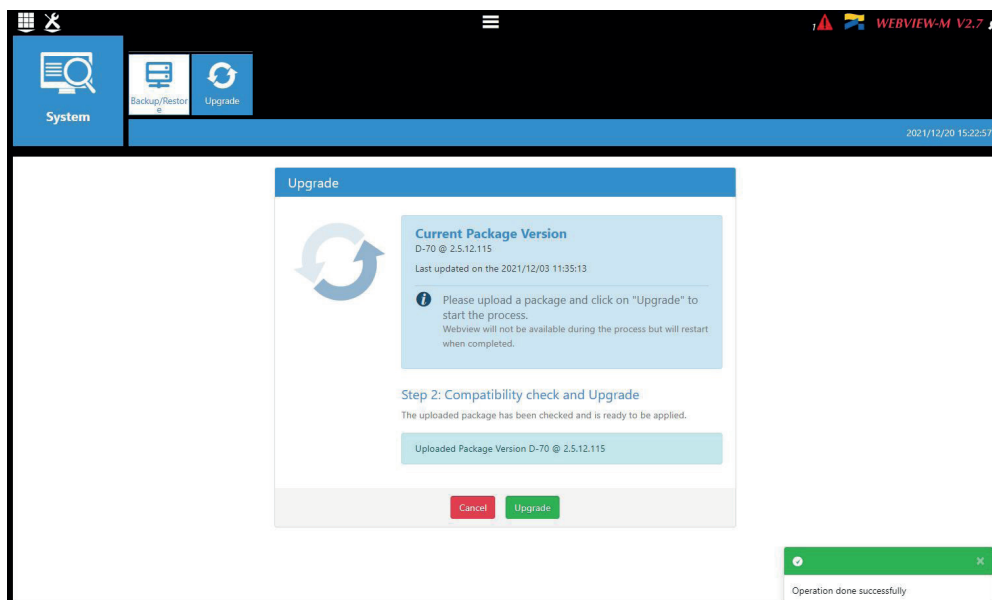 1
WEBVIEW-M V2.7
System
Backup/Restor
e
Upgrade
2021/12/20 15:22:57
Upgrade
Current Package Version
D-70 @ 2.5.12.115
Last updated on the 2021/12/03 11:35:13
Please upload a package and click on "Upgrade" to
start the process.
Webview will not be available during the process but will restart
when completed.
Step 2: Compatibility check and Upgrade
The uploaded package has been checked and is ready to be applied.
Uploaded Package Version D-70 @ 2.5.12.115
Cancel
Upgrade
Operation done successfully